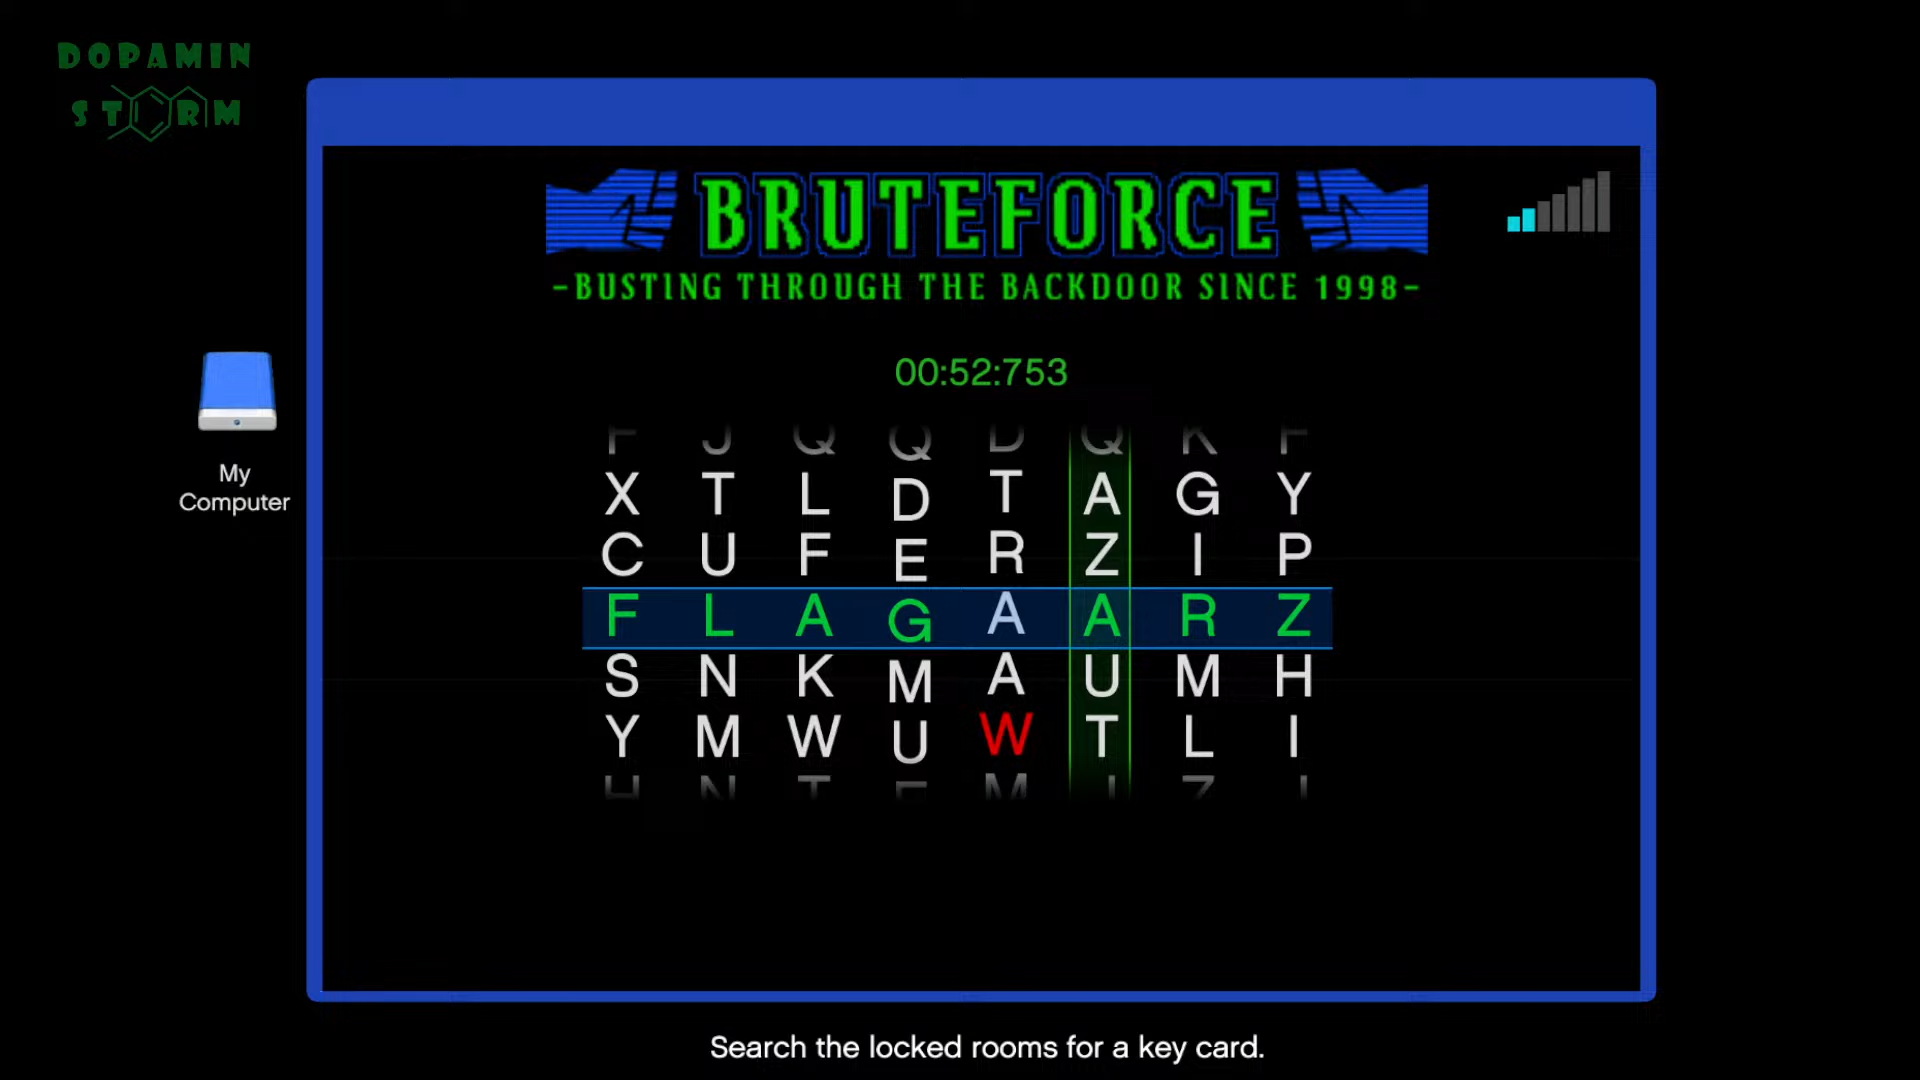 DOPAMIN
STORM
BRUTEFORCE
-BUSTING THROUGH THE BACKDOOR SINCE 1998-
00:52:753
My
Computer
F J Q Q D Q K F
X T L D T A G Y
C U F E R Z I P
F L A G A A R Z
S N K M A U M H
Y M W U W T L I
Search the locked rooms for a key card.